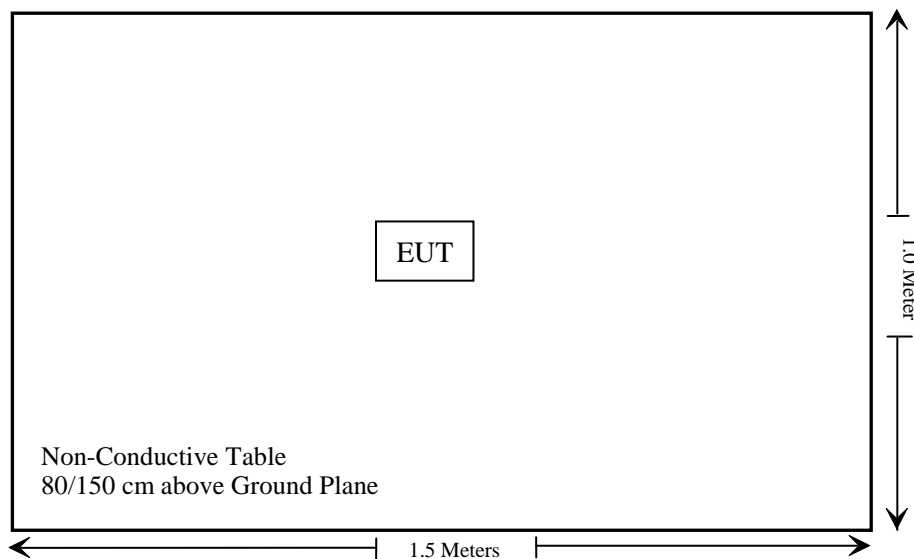 EUT
1.0 Meter
Non-Conductive Table
80/150 cm above Ground Plane
1.5 Meters